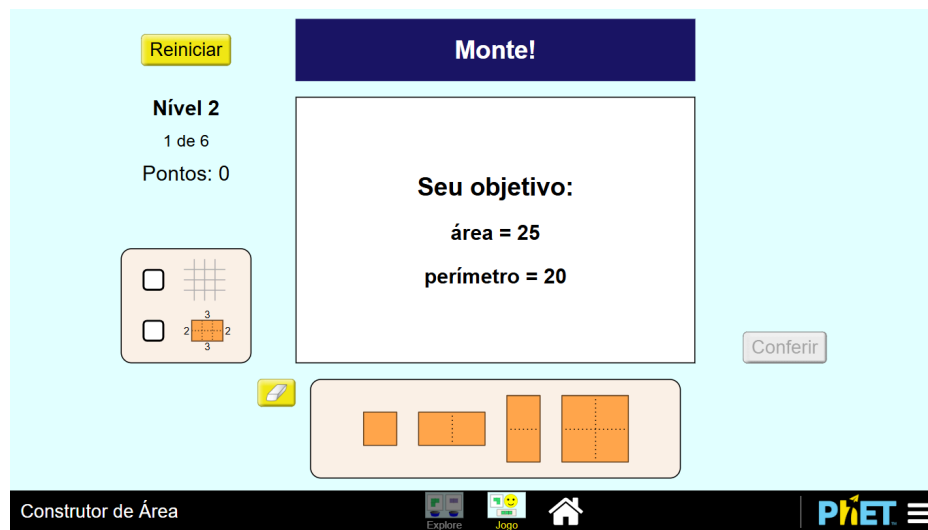 Reiniciar
Monte!
Nível 2
1 de 6
Pontos: 0
Seu objetivo:
área = 25
perímetro = 20
3
2 2
3
Conferir
Construtor de Área
Explore
Jogo
PhET